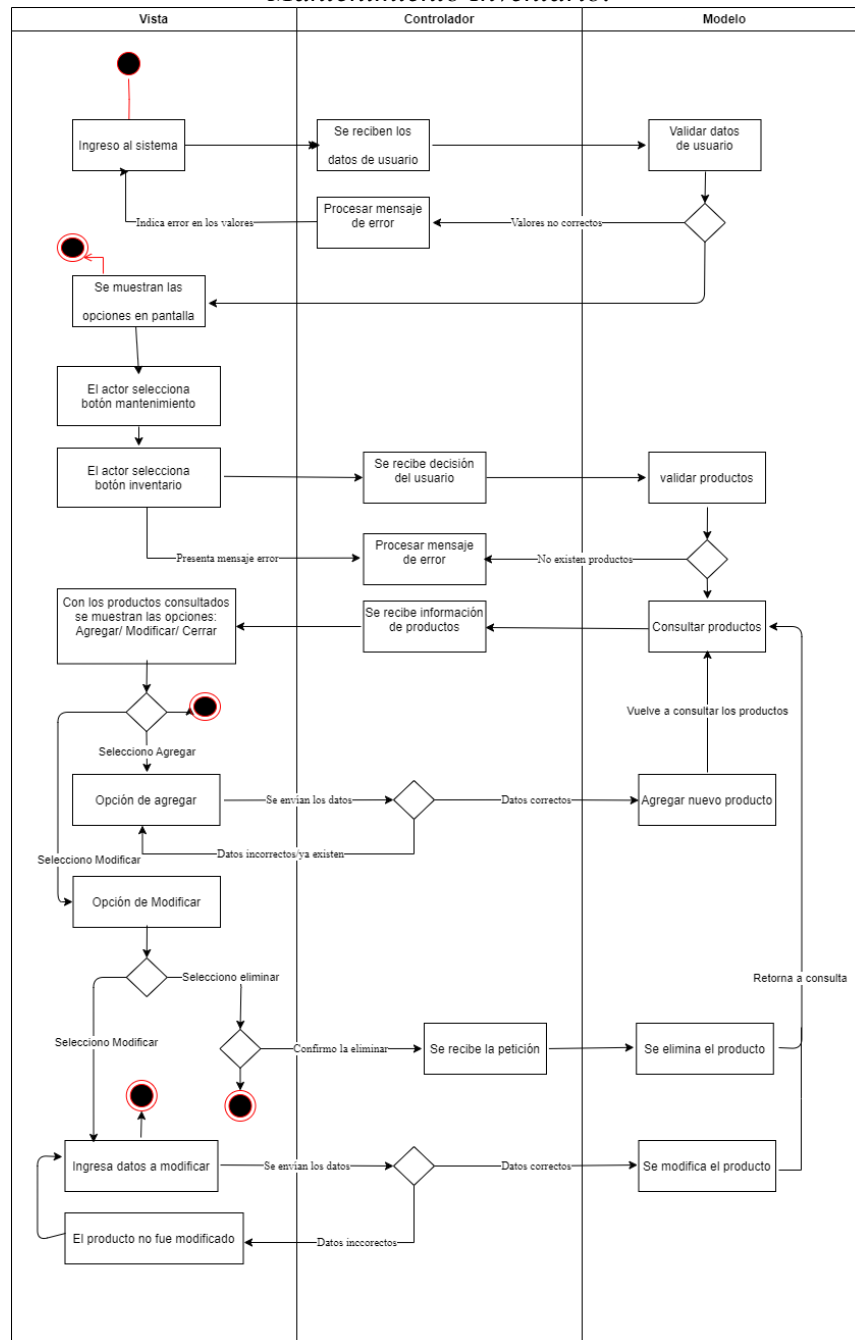 Mantenimiento Inventario.
Vista
Controlador
Modelo
Ingreso al sistema
Se reciben los
datos de usuario
Validar datos
de usuario
Indica error en los valores
Procesar mensaje
de error
Valores no correctos
Se muestran las
opciones en pantalla
El actor selecciona
botón mantenimiento
El actor selecciona
botón inventario
Se recibe decisión
del usuario
validar productos
Presenta mensaje error
Procesar mensaje
de error
No existen productos
Con los productos consultados
se muestran las opciones:
Agregar/ Modificar/ Cerrar
Se recibe información
de productos
Consultar productos
Vuelve a consultar los productos
Selecciono Agregar
Opción de agregar
Se envían los datos
Datos correctos
Agregar nuevo producto
Datos incorrectos/ya existen
Selecciono Modificar
Opción de Modificar
Selecciono eliminar
Retorna a consulta
Selecciono Modificar
Confirmo la eliminar
Se recibe la petición
Se elimina el producto
Ingresa datos a modificar
Se envían los datos
Datos correctos
Se modifica el producto
El producto no fue modificado
Datos inccorectos